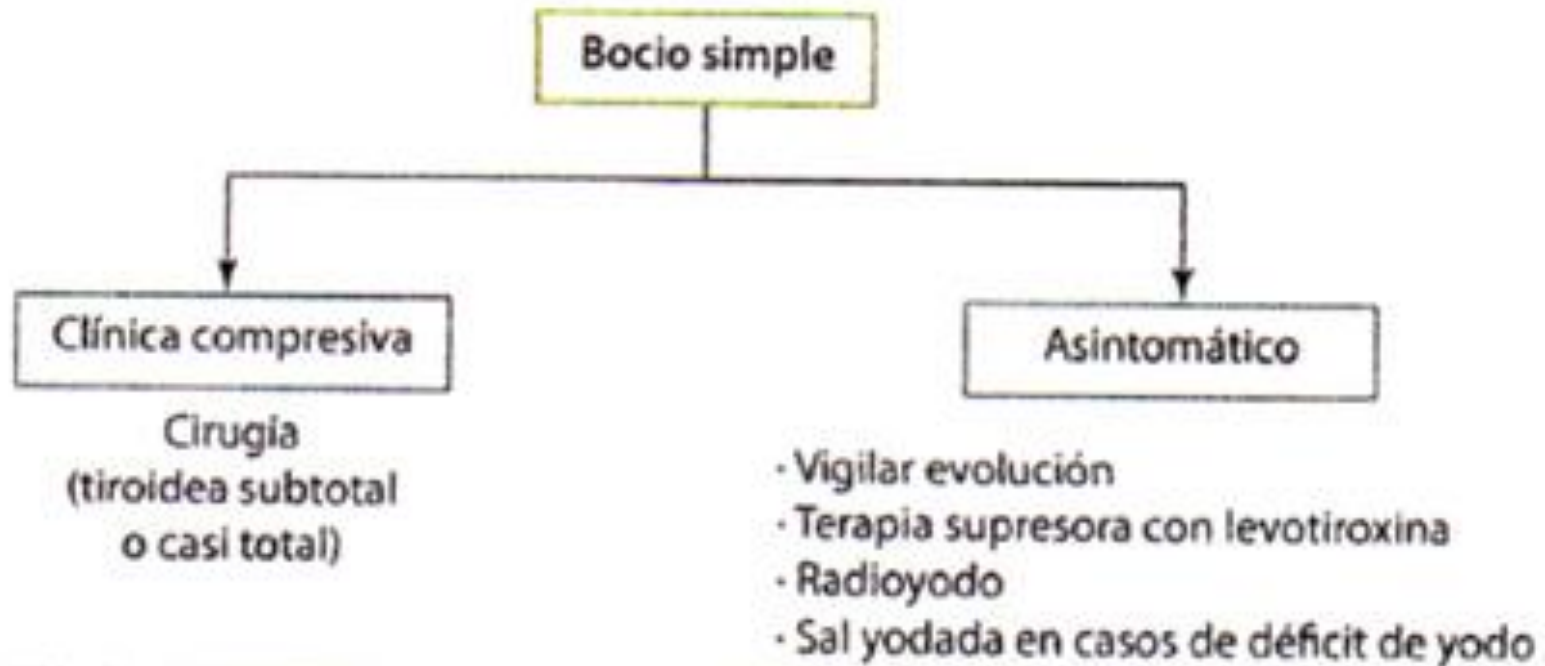 Bocio simple
Clínica compresiva
Cirugía
(tiroidea subtotal
o casi total)
Asintomático
· Vigilar evolución
· Terapia supresora con levotiroxina
· Radioyodo
· Sal yodada en casos de déficit de yodo